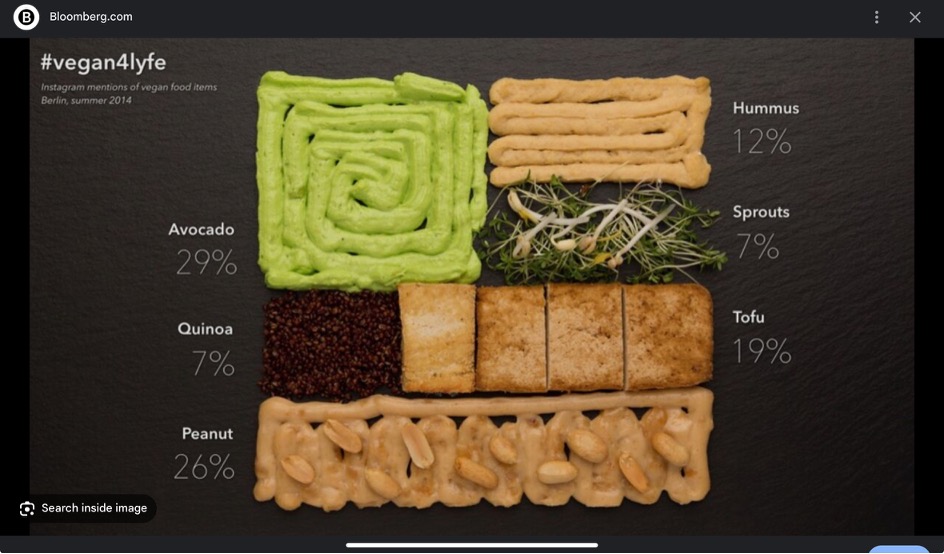 Bloomberg.com
#vegan4lyfe
Instagram mentions of vegan food items
Berlin, summer 2014
Hummus
12%
Avocado
29%
Sprouts
7%
Quinoa
7%
Tofu
19%
Peanut
26%
Search inside image